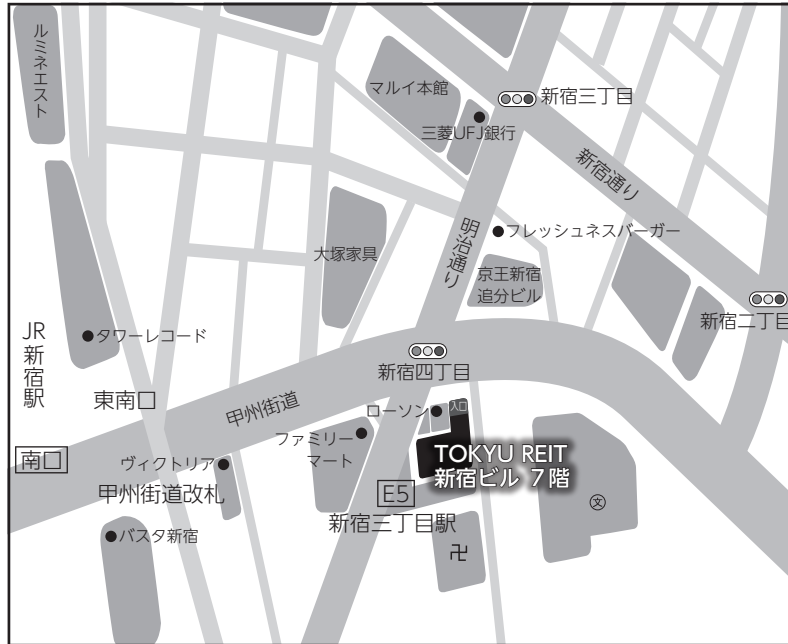 ルミネエスト
マルイ本館
新宿三丁目
三菱UFJ銀行
新宿通り
明治通り
フレッシュネスバーガー
大塚家具
京王新宿
追分ビル
新宿二丁目
タワーレコード
JR
新
宿
駅
新宿四丁目
東南口
甲州街道
ローソン
入口
ファミリー
マート
TOKYU REIT
新宿ビル 7階
南口
ヴィクトリア
甲州街道改札
E5
新宿三丁目駅
文
バスタ新宿
卍